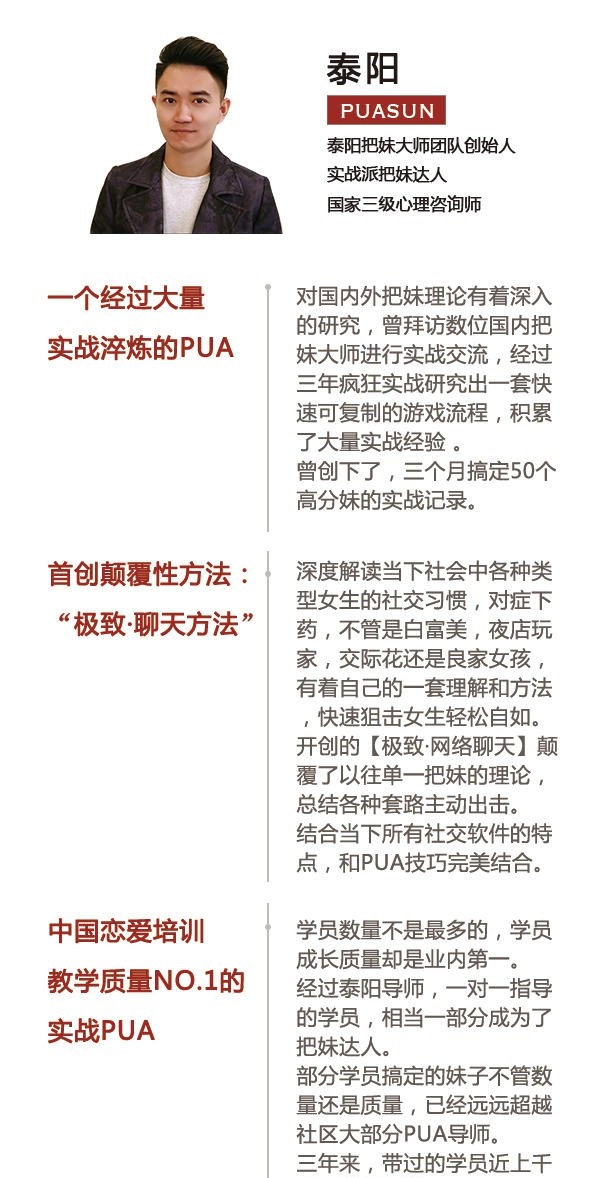 泰阳
PUASUN
泰阳把妹大师团队创始人
实战派把妹达人
国家三级心理咨询师
一个经过大量
实战淬炼的PUA
对国内外把妹理论有着深入
的研究，曾拜访数位国内把
妹大师进行实战交流，经过
三年疯狂实战研究出一套快
速可复制的游戏流程，积累
了大量实战经验 。
曾创下了，三个月搞定50个
高分妹的实战记录。
首创颠覆性方法：
“极致·聊天方法”
深度解读当下社会中各种类
型女生的社交习惯，对症下
药，不管是白富美，夜店玩
家，交际花还是良家女孩，
有着自己的一套理解和方法
，快速狙击女生轻松自如。
开创的【极致·网络聊天】颠
覆了以往单一把妹的理论，
总结各种套路主动出击。
结合当下所有社交软件的特
点，和PUA技巧完美结合。
中国恋爱培训
教学质量NO.1的
实战PUA
学员数量不是最多的，学员
成长质量却是业内第一。
经过泰阳导师，一对一指导
的学员，相当一部分成为了
把妹达人。
部分学员搞定的妹子不管数
量还是质量，已经远远超越
社区大部分PUA导师。
三年来，带过的学员近上千